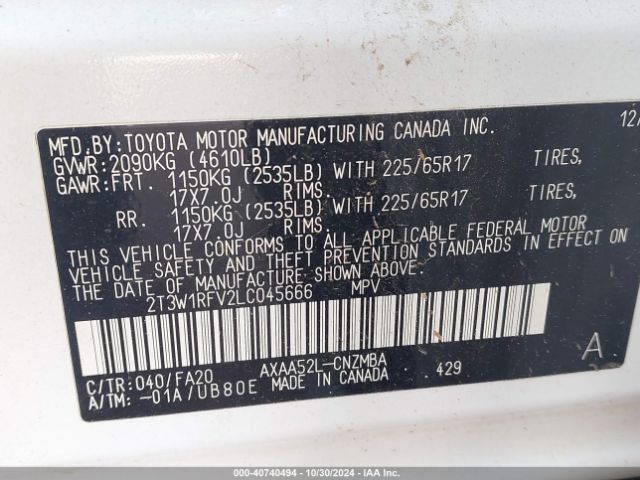 MFD.BY:TOYOTA MOTOR MANUFACTURING CANADA INC. 12/
GVWR:2090KG (4610LB)
GAWR:FRT. 1150KG (2535LB) WITH 225/65R17 TIRES,
17X7.0J RIMS,
RR. 1150KG (2535LB) WITH 225/65R17 TIRES,
17X7.0J RIMS.
THIS VEHICLE CONFORMS TO ALL APPLICABLE FEDERAL MOTOR
VEHICLE SAFETY AND THEFT PREVENTION STANDARDS IN EFFECT ON
THE DATE OF MANUFACTURE SHOWN ABOVE.
2T3W1RFV2LC045666 MPV
A
C/TR:040/FA20 AXAA52L-CNZMBA 429
A/TM:-01A/UB80E MADE IN CANADA
000-40740494 - 10/30/2024 - IAA Inc.